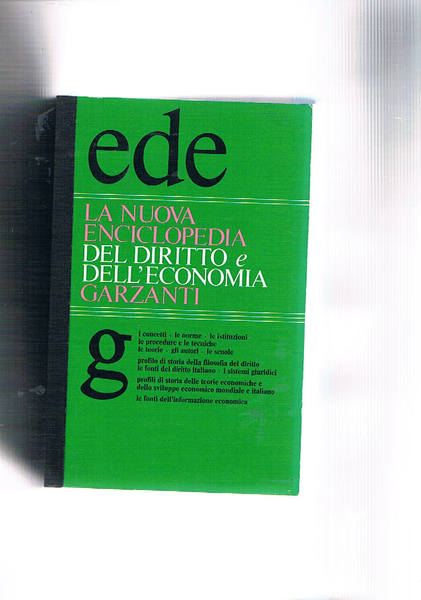 ede
LA NUOVA
ENCICLOPEDIA
DEL DIRITTO e
DELL'ECONOMIA
GARZANTI
g
i concetti - le norme - le istituzioni
le procedure e le tecniche
le teorie - gli autori - le scuole
profilo di storia della filosofia del diritto
le fonti del diritto italiano - i sistemi giuridici
profili di storia delle teorie economiche e
dello sviluppo economico mondiale e italiano
le fonti dell'informazione economica